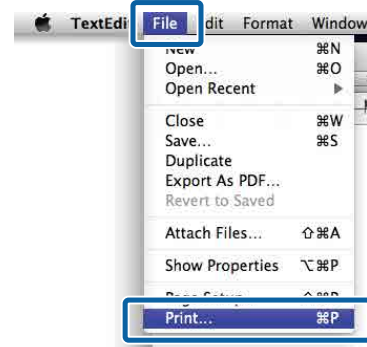 TextEdi File dit Format Window
New ⌘N
Open... ⌘O
Open Recent ▶
Close ⌘W
Save... ⌘S
Duplicate
Export As PDF...
Revert to Saved
Attach Files... ⇧⌘A
Show Properties ⌥⌘P
Print... ⌘P